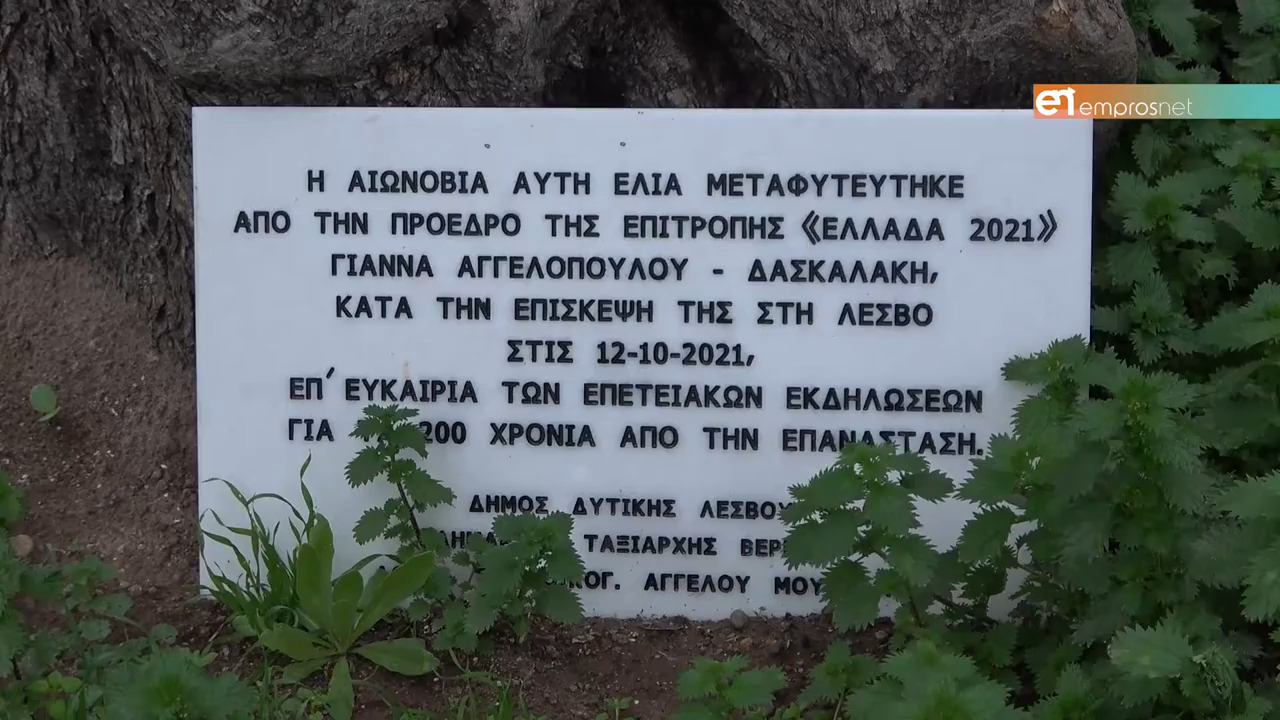 emprosnet
Η ΑΙΩΝΟΒΙΑ ΑΥΤΗ ΕΛΙΑ ΜΕΤΑΦΥΤΕΥΤΗΚΕ
ΑΠΟ ΤΗΝ ΠΡΟΕΔΡΟ ΤΗΣ ΕΠΙΤΡΟΠΗΣ 《ΕΛΛΑΔΑ 2021》
ΓΙΑΝΝΑ ΑΓΓΕΛΟΠΟΥΛΟΥ - ΔΑΣΚΑΛΑΚΗ,
ΚΑΤΑ ΤΗΝ ΕΠΙΣΚΕΨΗ ΤΗΣ ΣΤΗ ΛΕΣΒΟ
ΣΤΙΣ 12-10-2021,
ΕΠ΄ ΕΥΚΑΙΡΙΑ ΤΩΝ ΕΠΕΤΕΙΑΚΩΝ ΕΚΔΗΛΩΣΕΩΝ
ΓΙΑ 200 ΧΡΟΝΙΑ ΑΠΟ ΤΗΝ ΕΠΑΝΑΣΤΑΣΗ.
ΔΗΜΟΣ ΔΥΤΙΚΗΣ ΛΕΣΒΟΥ
ΤΑΞΙΑΡΧΗΣ
ΑΓΓΕΛΟΥ